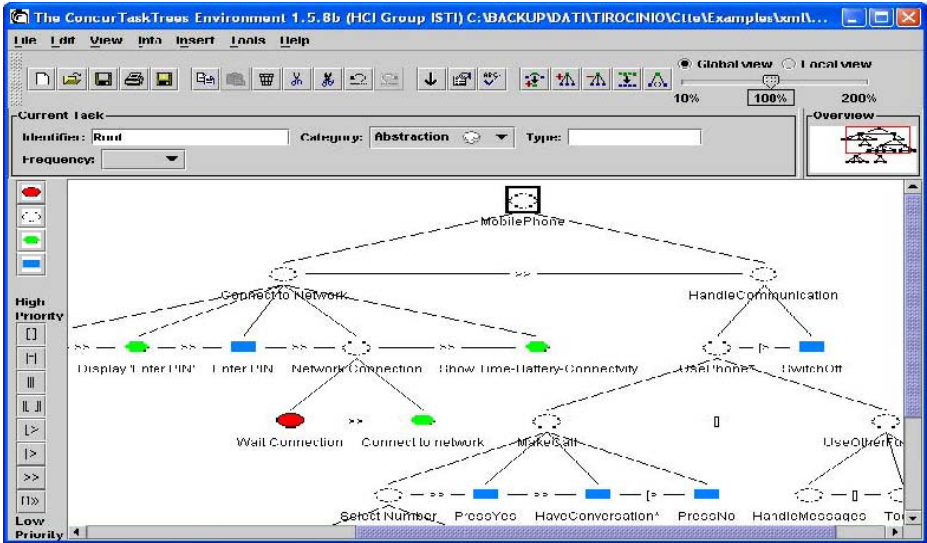 The ConcurTaskTrees Environment 1.5.8b (HCI Group ISTI) C:\BACKUP\DATI\TIROCINIO\Ctte\Examples\xml\...
File Edit View Info Insert Tools Help
Global view Local view
10% 100% 200%
Current Task
Overview
Identifier: Root Category: Abstraction Type:
Frequency:
MobilePhone
>>
Connect to Network HandleCommunication
High
Priority
[]
|=|
|||
|[ ]|
[>
|>
>>
[]>>
Low
Priority
>> >> >> >> [>
Display 'Enter PIN' Enter PIN Network Connection Show Time-Battery-Connectivity UsePhone* SwitchOff
>> []
Wait Connection Connect to network MakeCall UseOtherFu
>> >> [> []
Select Number PressYes HaveConversation* PressNo HandleMessages Too